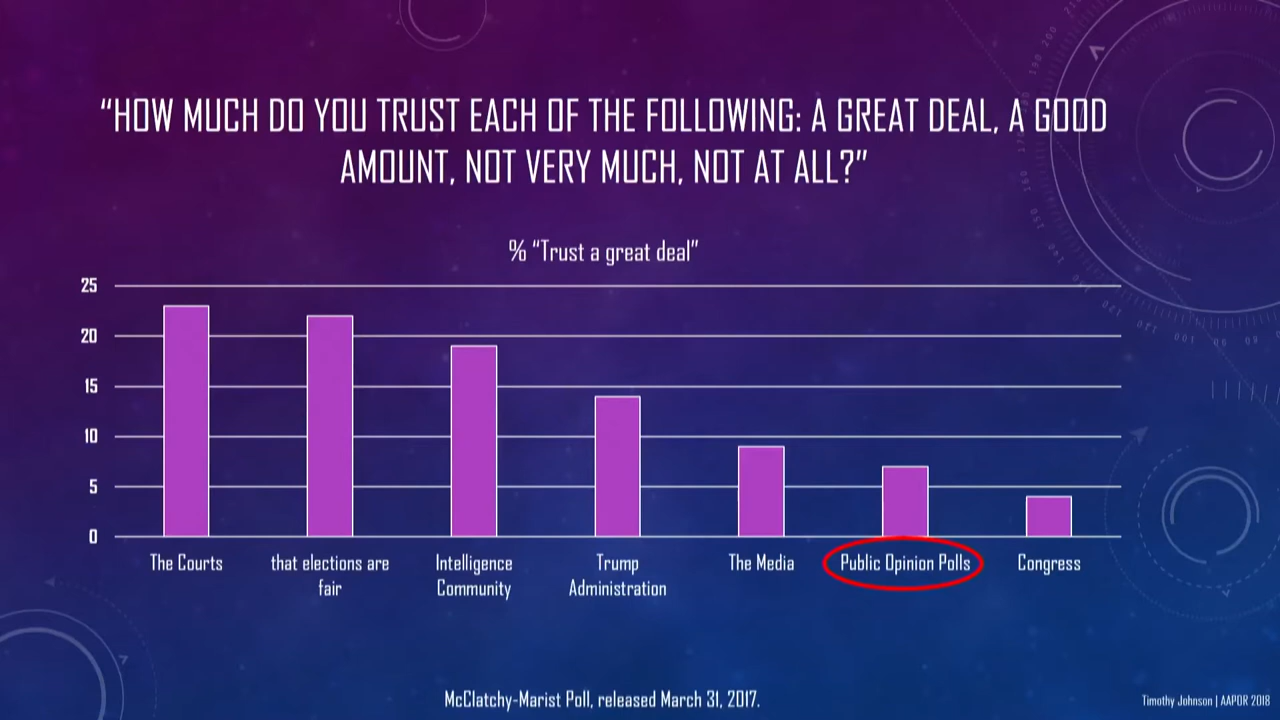 “HOW MUCH DO YOU TRUST EACH OF THE FOLLOWING: A GREAT DEAL, A GOOD
AMOUNT, NOT VERY MUCH, NOT AT ALL?”
% “Trust a great deal”
25
20
15
10
5
0
The Courts
that elections are
fair
Intelligence
Community
Trump
Administration
The Media
Public Opinion Polls
Congress
McClatchy-Marist Poll, released March 31, 2017.
Timothy Johnson | AAPOR 2018